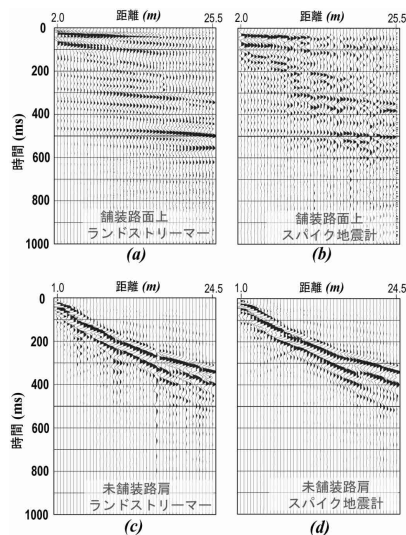 距離 (m)
2.0 25.5
0
200
400
600
800
1000
時間 (ms)
舗装路面上
ランドストリーマー
(a)
距離 (m)
2.0 25.5
舗装路面上
スパイク地震計
(b)
距離 (m)
1.0 24.5
0
200
400
600
800
1000
時間 (ms)
未舗装路肩
ランドストリーマー
(c)
距離 (m)
1.0 24.5
未舗装路肩
スパイク地震計
(d)